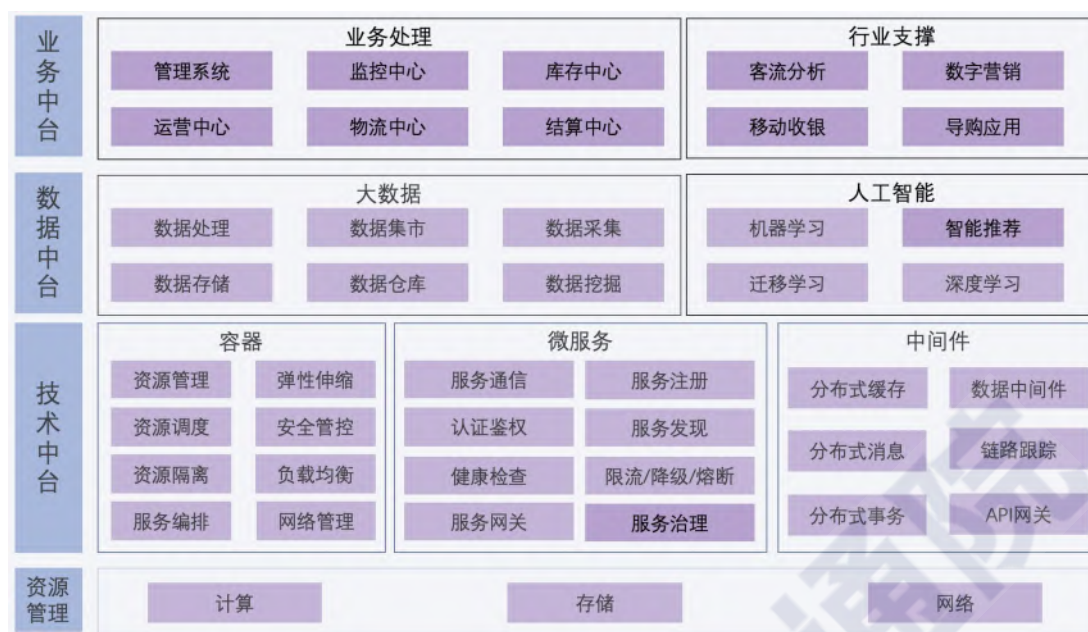 业务中台
业务处理
管理系统 监控中心 库存中心
运营中心 物流中心 结算中心
行业支撑
客流分析 数字营销
移动收银 导购应用
数据中台
大数据
数据处理 数据集市 数据采集
数据存储 数据仓库 数据挖掘
人工智能
机器学习 智能推荐
迁移学习 深度学习
技术中台
容器
资源管理 弹性伸缩
资源调度 安全管控
资源隔离 负载均衡
服务编排 网络管理
微服务
服务通信 服务注册
认证鉴权 服务发现
健康检查 限流/降级/熔断
服务网关 服务治理
中间件
分布式缓存 数据中间件
分布式消息 链路跟踪
分布式事务 API网关
资源
管理
计算 存储 网络
通院